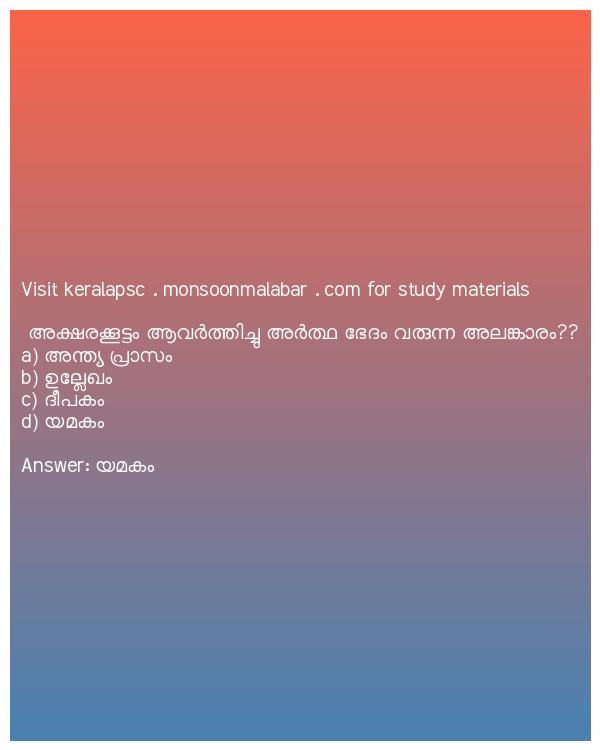 Visit keralapsc . monsoonmalabar . com for study materials
അക്ഷരക്കൂട്ടം ആവർത്തിച്ചു അർത്ഥ ഭേദം വരുന്ന അലങ്കാരം??
a) അന്ത്യ പ്രാസം
b) ഉല്ലേഖം
c) ദീപകം
d) യമകം
Answer: യമകം